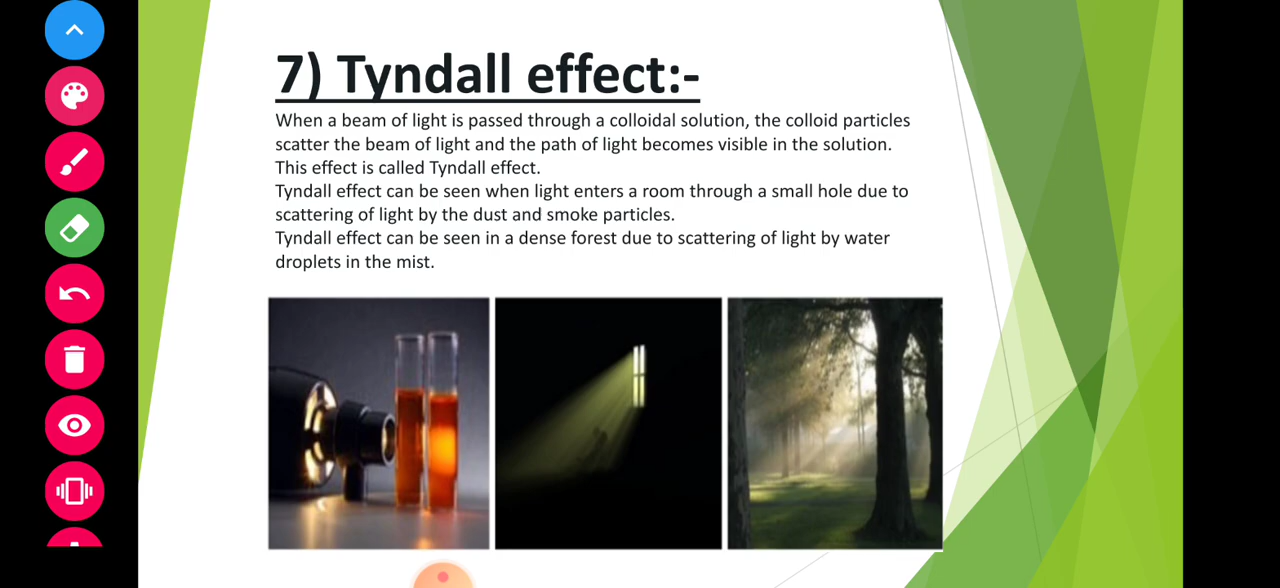 7) Tyndall effect:-
When a beam of light is passed through a colloidal solution, the colloid particles
scatter the beam of light and the path of light becomes visible in the solution.
This effect is called Tyndall effect.
Tyndall effect can be seen when light enters a room through a small hole due to
scattering of light by the dust and smoke particles.
Tyndall effect can be seen in a dense forest due to scattering of light by water
droplets in the mist.